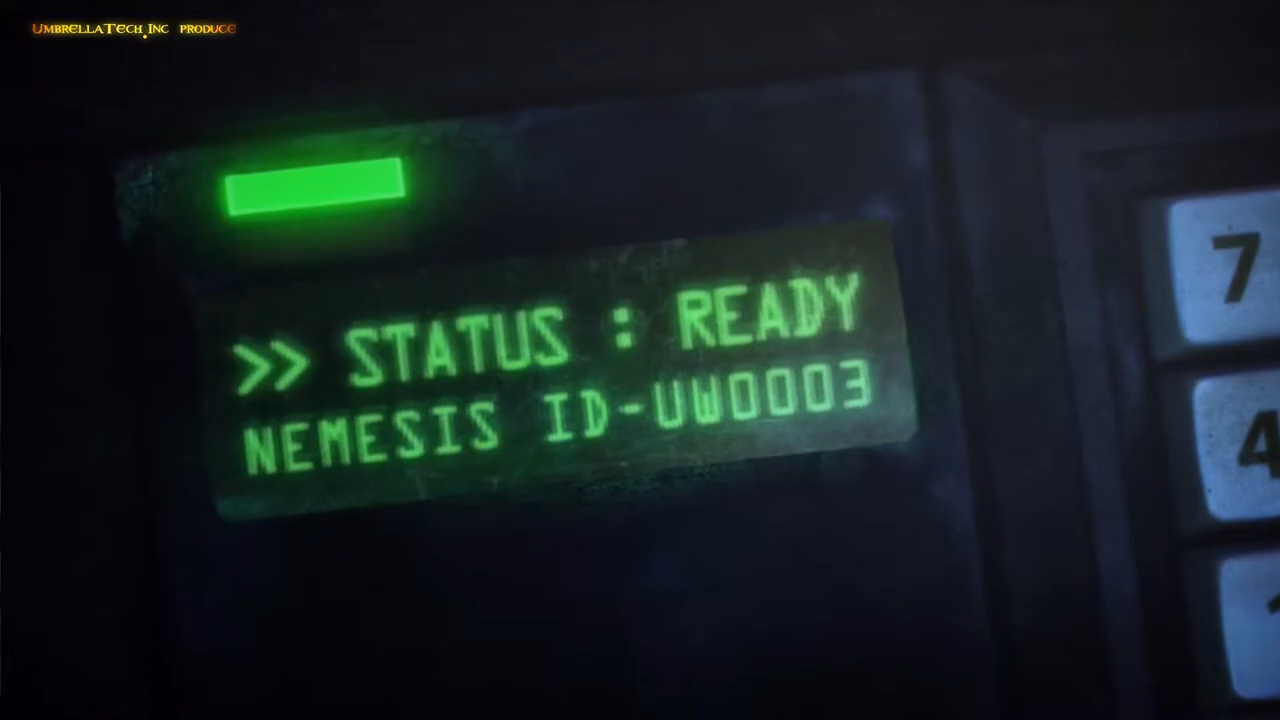 UmbrellaTech.Inc produce
>> STATUS : READY
NEMESIS ID-UW0003
7
4